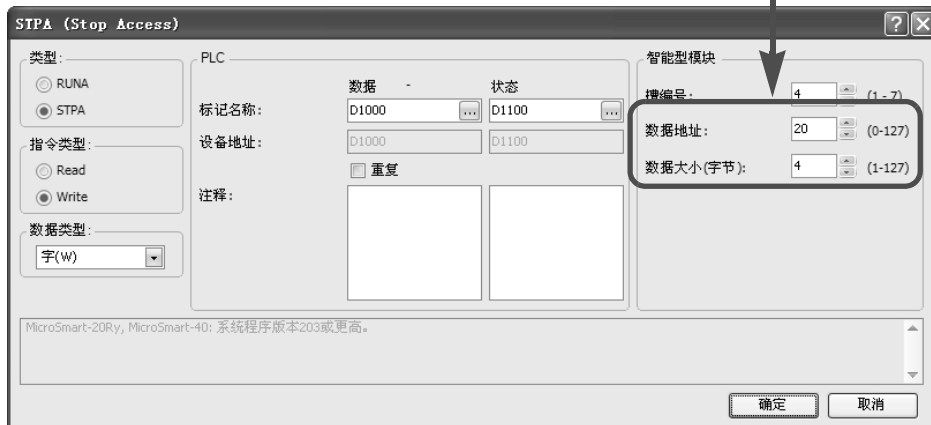 STPA (Stop Access)
类型:
RUNA
STPA
指令类型:
Read
Write
数据类型:
字(W)
PLC
数据 - 状态
标记名称: D1000 ... D1100 ...
设备地址: D1000 D1100
重复
注释:
智能型模块
槽编号: 4 (1 - 7)
数据地址: 20 (0-127)
数据大小(字节): 4 (1-127)
MicroSmart-20Ry, MicroSmart-40: 系统程序版本203或更高。
确定 取消